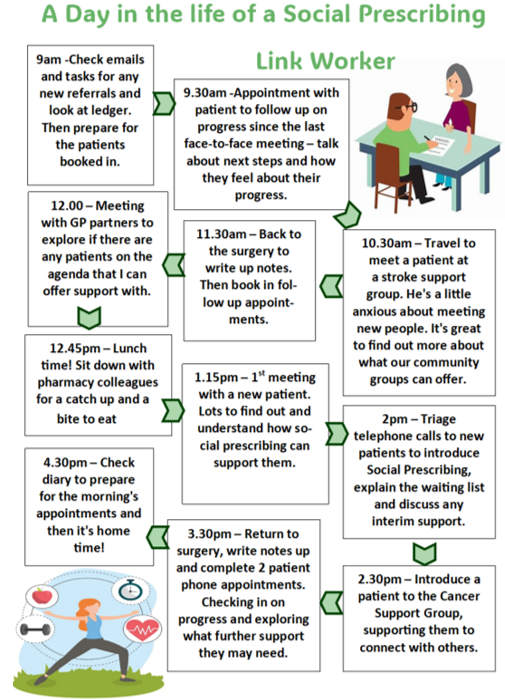 A Day in the life of a Social Prescribing
Link Worker
9am -Check emails
and tasks for any
new referrals and
look at ledger.
Then prepare for
the patients
booked in.
9.30am -Appointment with
patient to follow up on
progress since the last
face-to-face meeting – talk
about next steps and how
they feel about their
progress.
10.30am – Travel to
meet a patient at
a stroke support
group. He's a little
anxious about meeting
new people. It's great
to find out more about
what our community
groups can offer.
11.30am – Back to
the surgery to
write up notes.
Then book in fol-
low up appoint-
ments.
12.00 – Meeting
with GP partners to
explore if there are
any patients on the
agenda that I can
offer support with.
12.45pm – Lunch
time! Sit down with
pharmacy colleagues
for a catch up and a
bite to eat
1.15pm – 1st meeting
with a new patient.
Lots to find out and
understand how so-
cial prescribing can
support them.
2pm – Triage
telephone calls to new
patients to introduce
Social Prescribing,
explain the waiting list
and discuss any
interim support.
2.30pm – Introduce a
patient to the Cancer
Support Group,
supporting them to
connect with others.
3.30pm – Return to
surgery, write notes up
and complete 2 patient
phone appointments.
Checking in on
progress and exploring
what further support
they may need.
4.30pm – Check
diary to prepare
for the morning's
appointments and
then it's home
time!